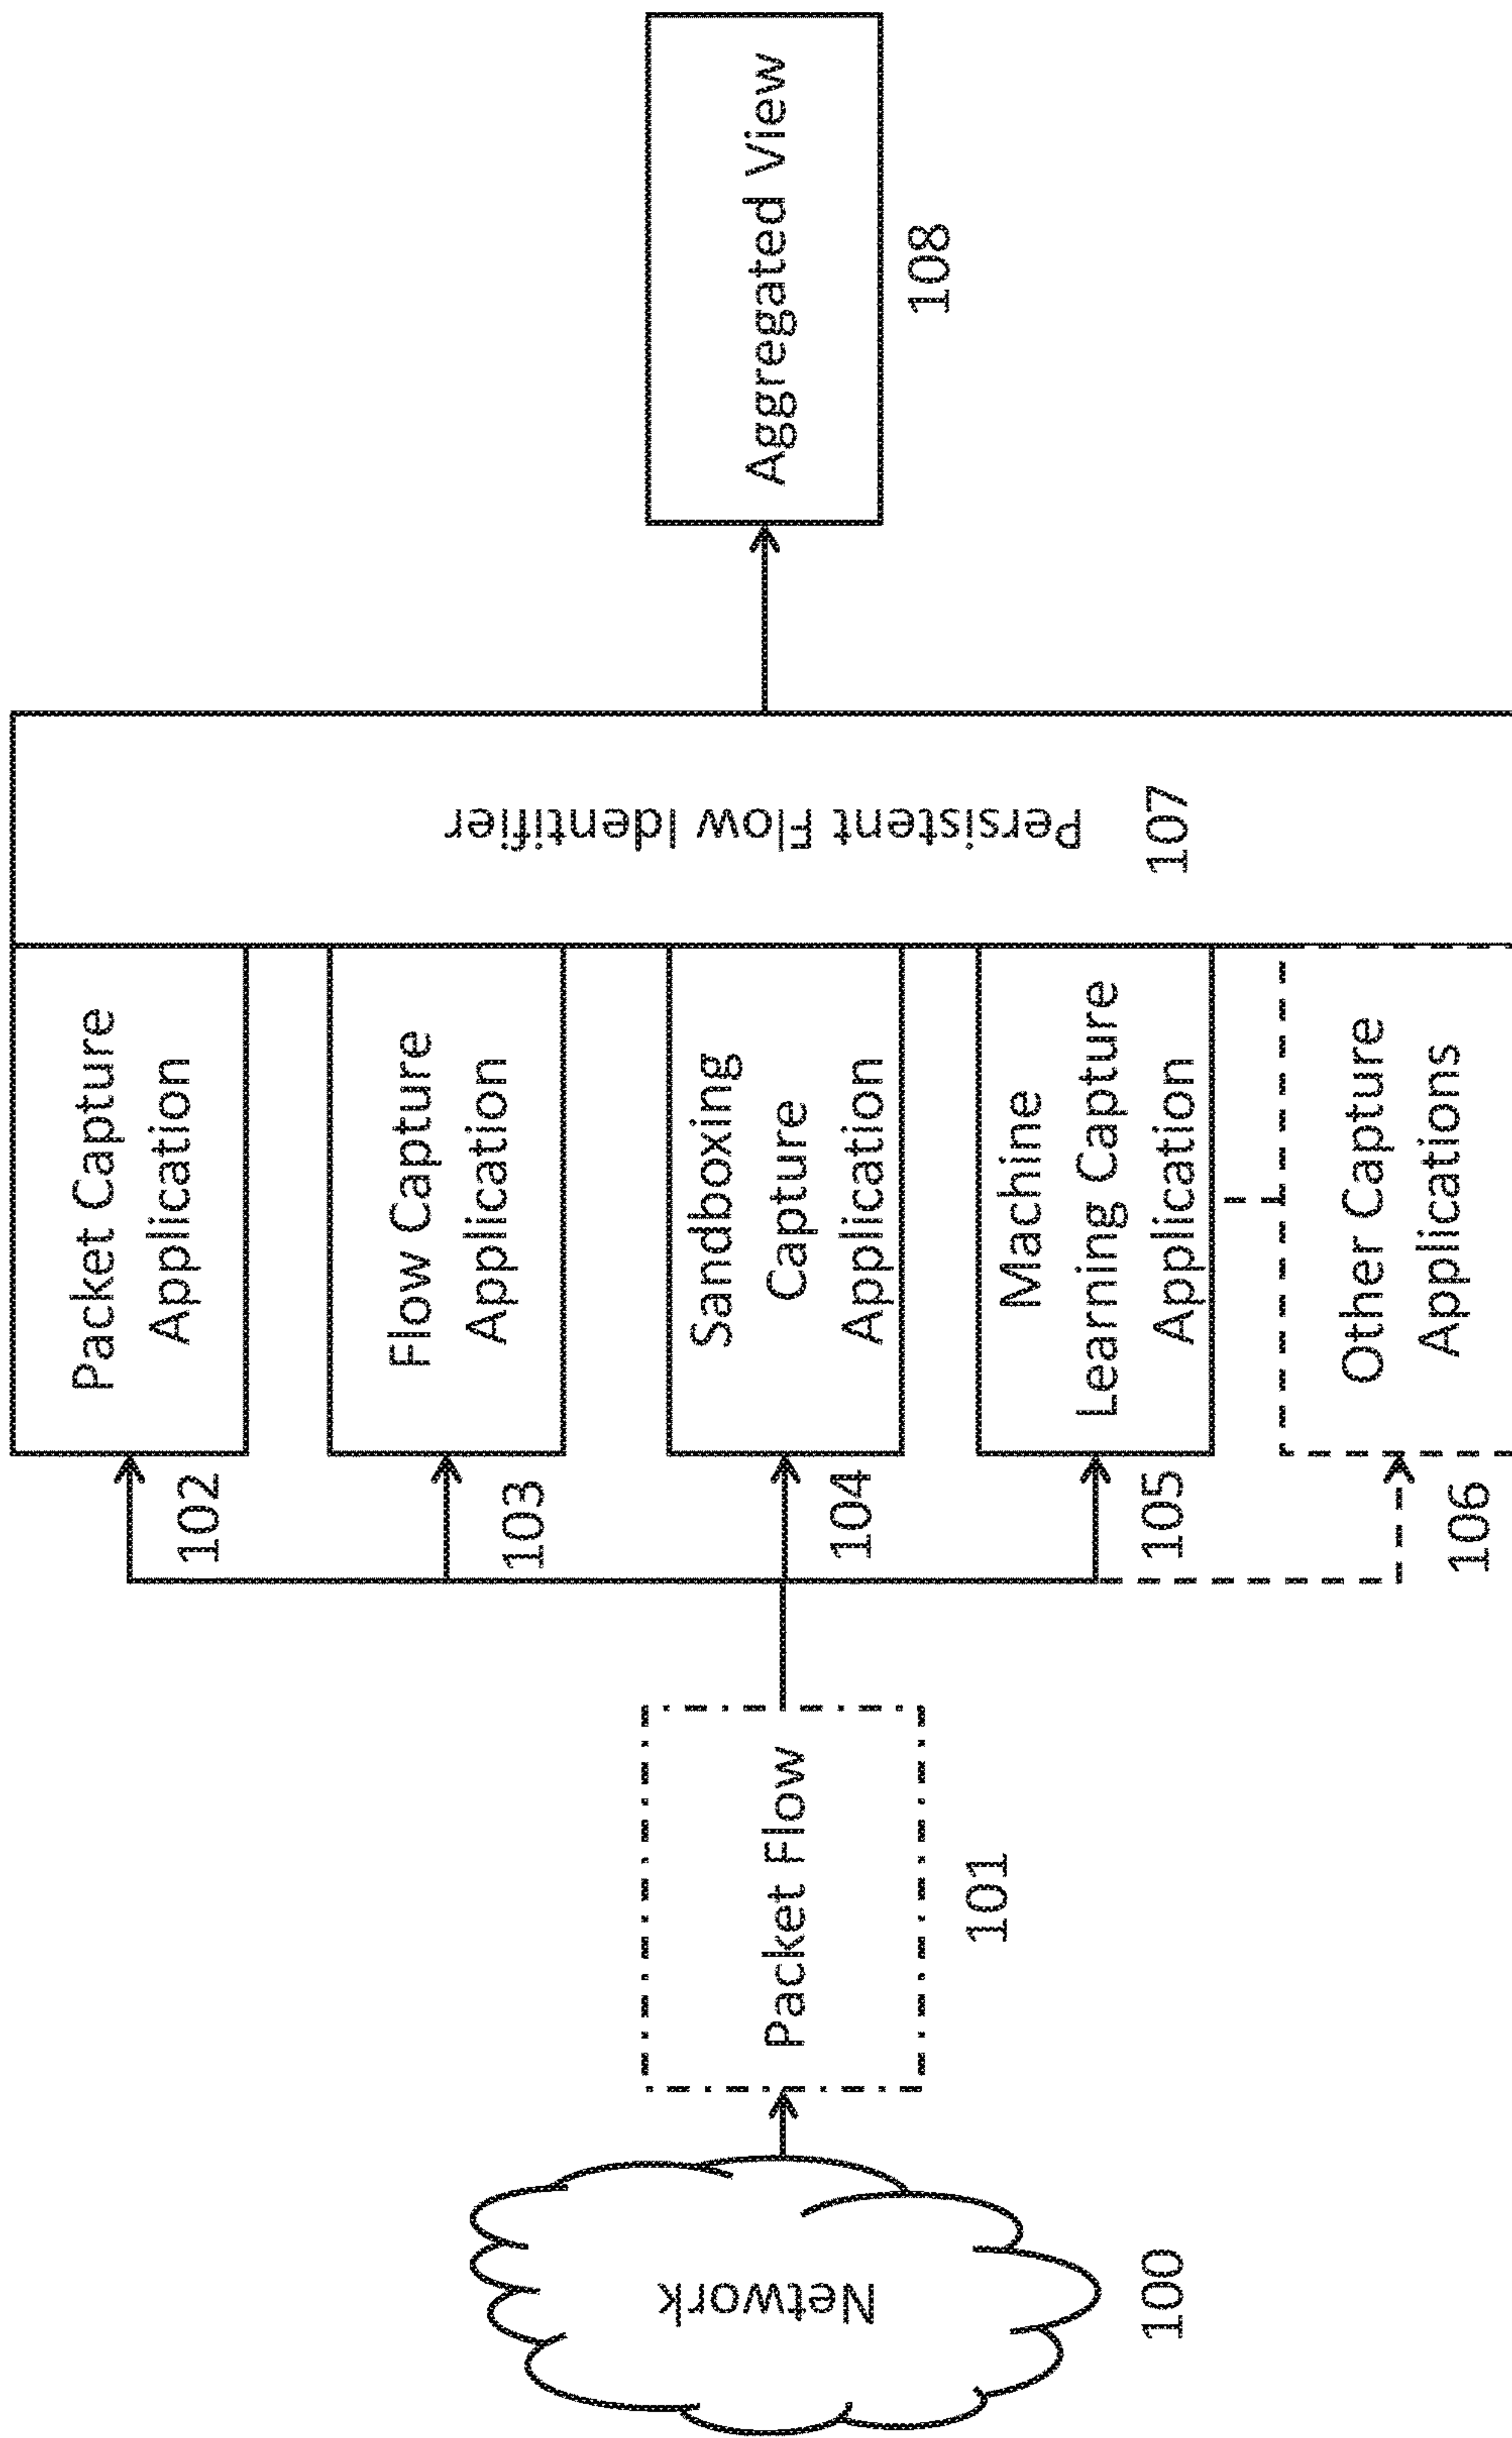 Network
100
Packet Flow
101
Packet Capture
Application
102
Flow Capture
Application
103
Sandboxing
Capture
Application
104
Machine
Learning Capture
Application
105
Other Capture
Applications
106
Persistent Flow Identifier
107
Aggregated View
108